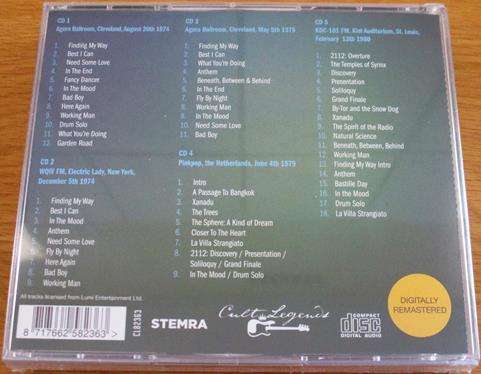 CD 1
Agora Ballroom, Cleveland, August 26th 1974
1. Finding My Way
2. Best I Can
3. Need Some Love
4. In The End
5. Fancy Dancer
6. In The Mood
7. Bad Boy
8. Here Again
9. Working Man
10. Drum Solo
11. What You're Doing
12. Garden Road
CD 2
WQIV FM, Electric Lady, New York,
December 5th 1974
1. Finding My Way
2. Best I Can
3. In The Mood
4. Anthem
5. Need Some Love
6. Fly By Night
7. Here Again
8. Bad Boy
9. Working Man
CD 3
Agora Ballroom, Cleveland, May 5th 1975
1. Finding My Way
2. Best I Can
3. What You're Doing
4. Anthem
5. Beneath, Between & Behind
6. In The End
7. Fly By Night
8. Working Man
9. In The Mood
10. Need Some Love
11. Bad Boy
CD 4
Pinkpop, the Netherlands, June 4th 1979
1. Intro
2. A Passage To Bangkok
3. Xanadu
4. The Trees
5. The Sphere: A Kind of Dream
6. Closer To The Heart
7. La Villa Strangiato
8. 2112: Discovery / Presentation /
Soliloquy / Grand Finale
9. In The Mood / Drum Solo
CD 5
Kiel Auditorium, St. Louis,
February 1980
1. 2112: Overture
2. The Temples of Syrinx
3. Discovery
4. Presentation
5. Soliloquy
6. Grand Finale
7. By-Tor and the Snow Dog
8. Xanadu
9. The Spirit of the Radio
10. Natural Science
11. Beneath, Between, Behind
12. Working Man
13. Finding My Way Intro
14. Anthem
15. Bastille Day
16. In The Mood
17. Drum Solo
18. La Villa Strangiato
All tracks licensed from Lumi Entertainment Ltd.
8 717662 582363 >
CL82363
STEMRA
Cult Legends
COMPACT
disc
DIGITAL AUDIO
DIGITALLY
REMASTERED